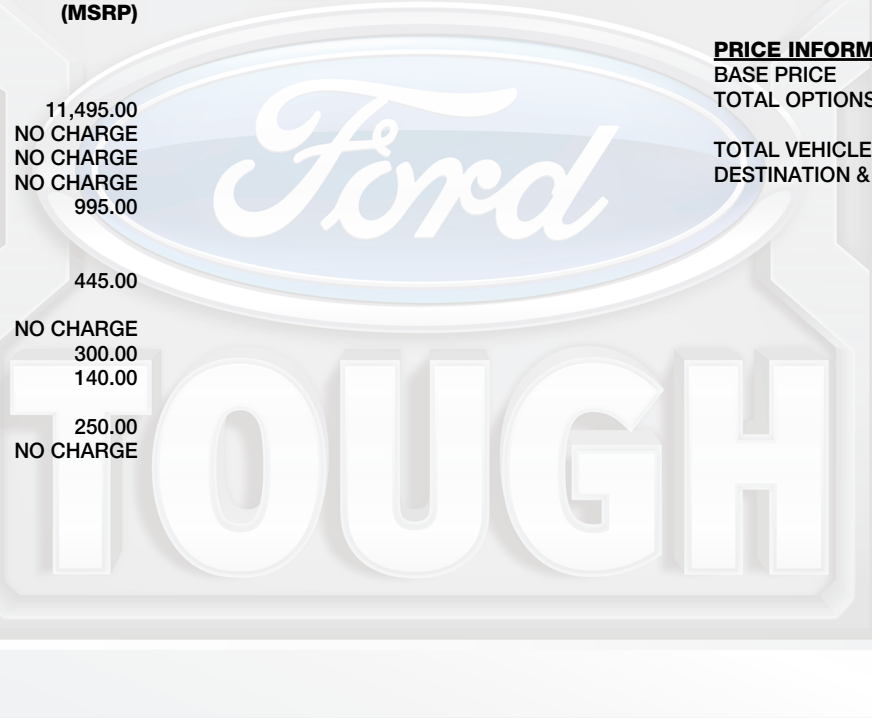 (MSRP)
11,495.00
NO CHARGE
NO CHARGE
NO CHARGE
995.00
445.00
NO CHARGE
300.00
140.00
250.00
NO CHARGE
PRICE INFORM
BASE PRICE
TOTAL OPTIONS
TOTAL VEHICLE
DESTINATION &
Ford
TOUGH